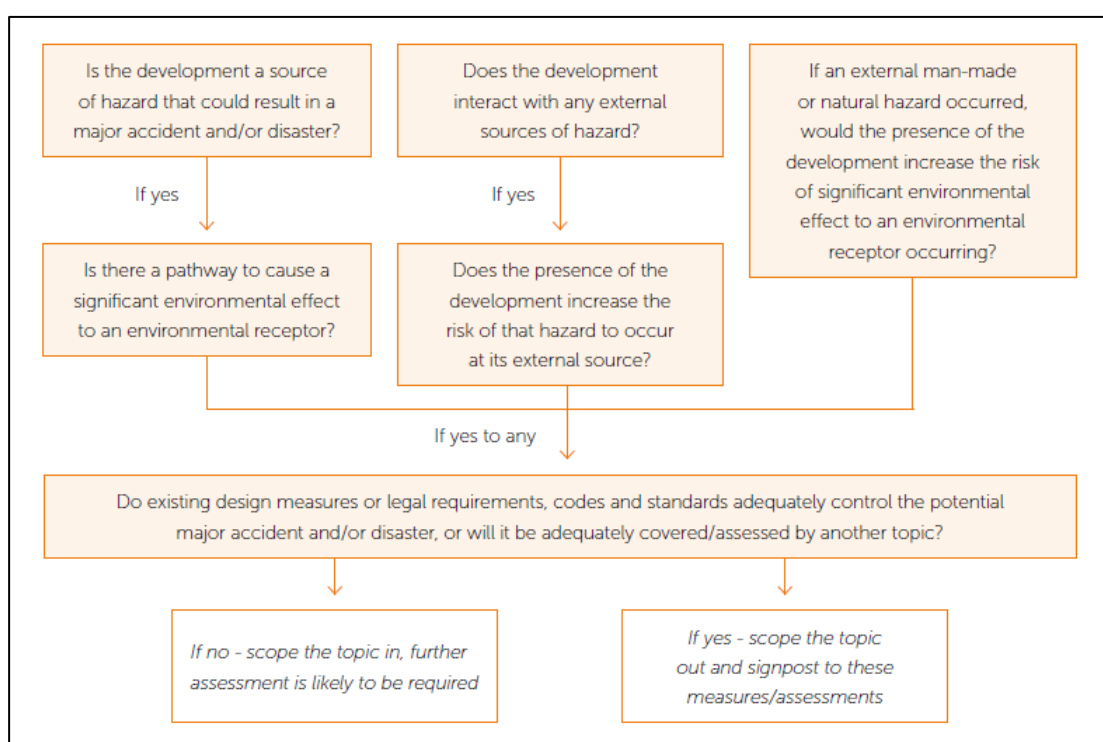 Is the development a source
of hazard that could result in a
major accident and/or disaster?
If yes
Is there a pathway to cause a
significant environmental effect
to an environmental receptor?
Does the development
interact with any external
sources of hazard?
If yes
Does the presence of the
development increase the
risk of that hazard to occur
at its external source?
If an external man-made
or natural hazard occurred,
would the presence of the
development increase the risk
of significant environmental
effect to an environmental
receptor occurring?
If yes to any
Do existing design measures or legal requirements, codes and standards adequately control the potential
major accident and/or disaster, or will it be adequately covered/assessed by another topic?
If no - scope the topic in, further
assessment is likely to be required
If yes - scope the topic
out and signpost to these
measures/assessments